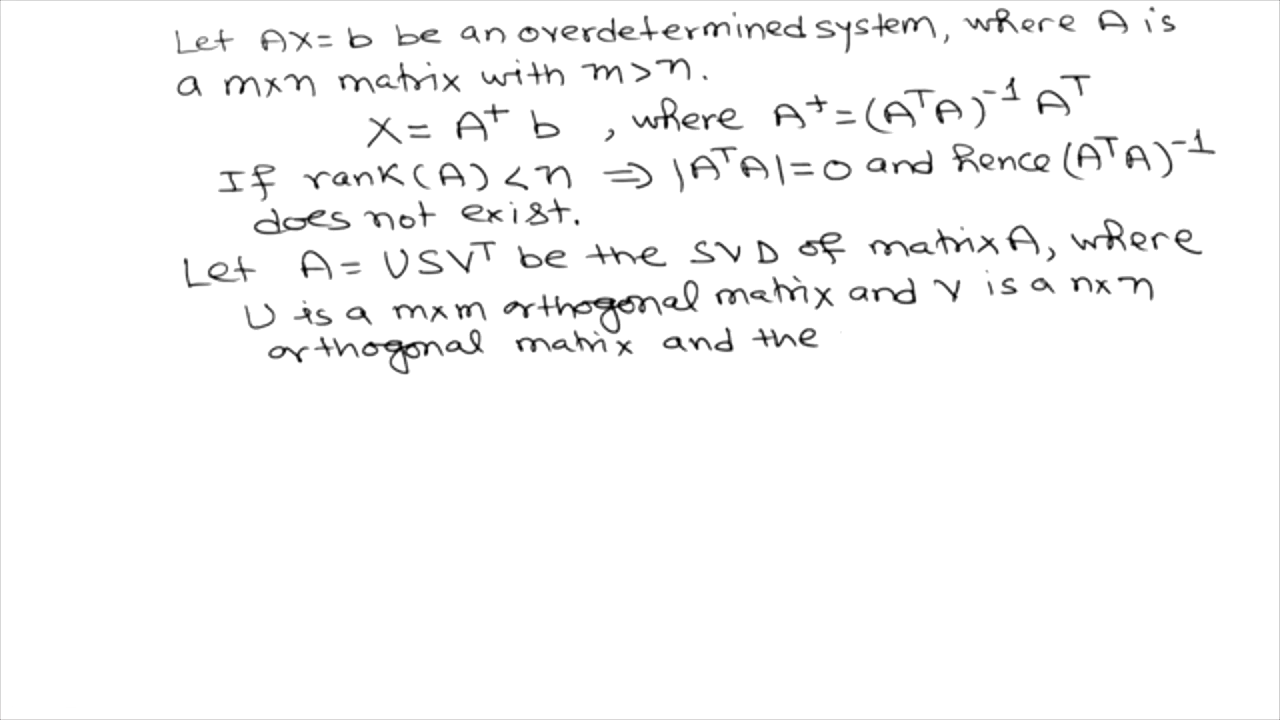 Let AX = b be an overdetermined system, where A is
a m×n matrix with m > n.
X = A⁺ b , where A⁺ = (AᵀA)⁻¹ Aᵀ
If rank(A) < n ⇒ |AᵀA| = 0 and hence (AᵀA)⁻¹
does not exist.
Let A = USVᵀ be the SVD of matrix A, where
U is a m×m orthogonal matrix and V is a n×n
orthogonal matrix and the